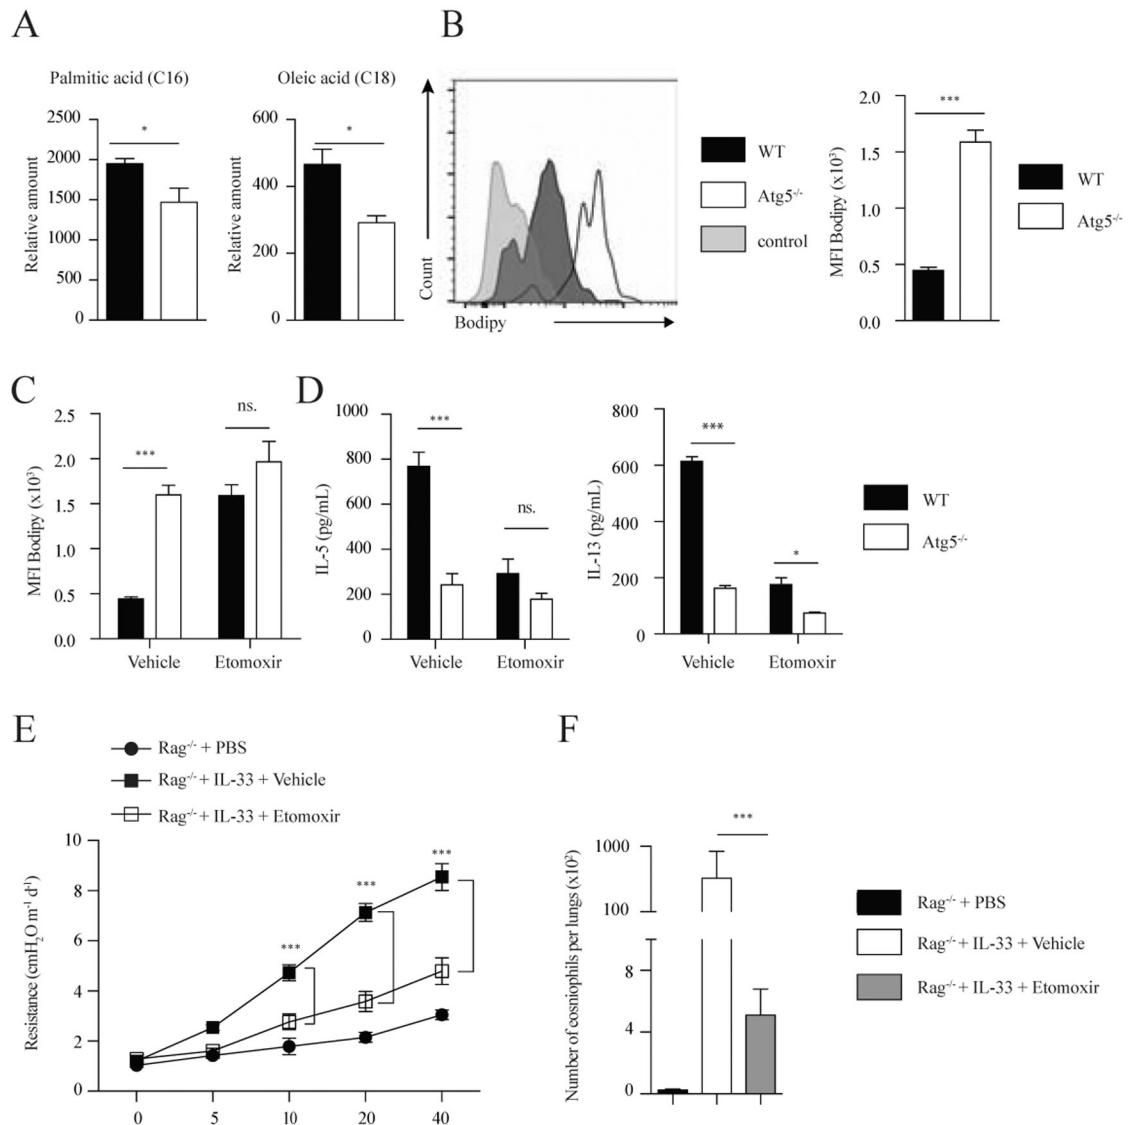 A
B
Palmitic acid (C16)
Oleic acid (C18)
Relative amount
2500
2000
1500
1000
500
0
*
Relative amount
600
400
200
0
*
Count
Bodipy
WT
Atg5-/-
control
MFI Bodipy (x10³)
2.0
1.5
1.0
0.5
0.0
***
WT
Atg5-/-
C
D
MFI Bodipy (x10³)
2.5
2.0
1.5
1.0
0.5
0.0
***
ns.
Vehicle
Etomoxir
IL-5 (pg/mL)
1000
800
600
400
200
0
***
ns.
Vehicle
Etomoxir
IL-13 (pg/mL)
800
600
400
200
0
***
*
Vehicle
Etomoxir
WT
Atg5-/-
E
F
Rag-/- + PBS
Rag-/- + IL-33 + Vehicle
Rag-/- + IL-33 + Etomoxir
Resistance (cmH₂O m⁻¹ d⁻¹)
10
8
6
4
2
0
***
***
***
0
5
10
20
40
Number of eosniophils per lungs (x10²)
1000
100
8
4
0
***
Rag-/- + PBS
Rag-/- + IL-33 + Vehicle
Rag-/- + IL-33 + Etomoxir